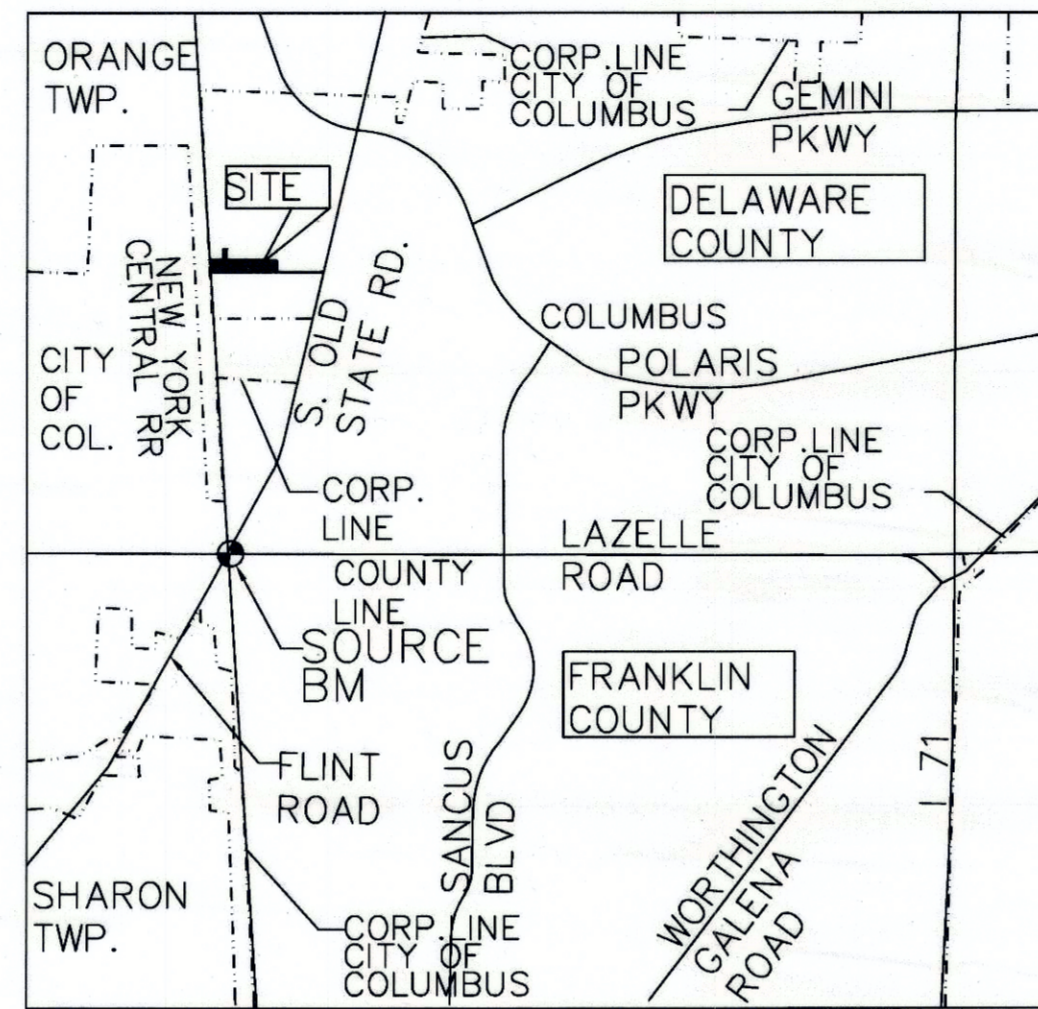 ORANGE
TWP.
CORP. LINE
CITY OF
COLUMBUS
GEMINI
PKWY
SITE
DELAWARE
COUNTY
NEW YORK
CENTRAL RR
S. OLD
STATE RD.
COLUMBUS
POLARIS
PKWY
CITY
OF
COL.
CORP. LINE
CITY OF
COLUMBUS
CORP.
LINE
LAZELLE
ROAD
COUNTY
LINE
SOURCE
BM
FRANKLIN
COUNTY
FLINT
ROAD
SANCUS
BLVD
WORTHINGTON
GALENA
ROAD
I 71
SHARON
TWP.
CORP. LINE
CITY OF
COLUMBUS